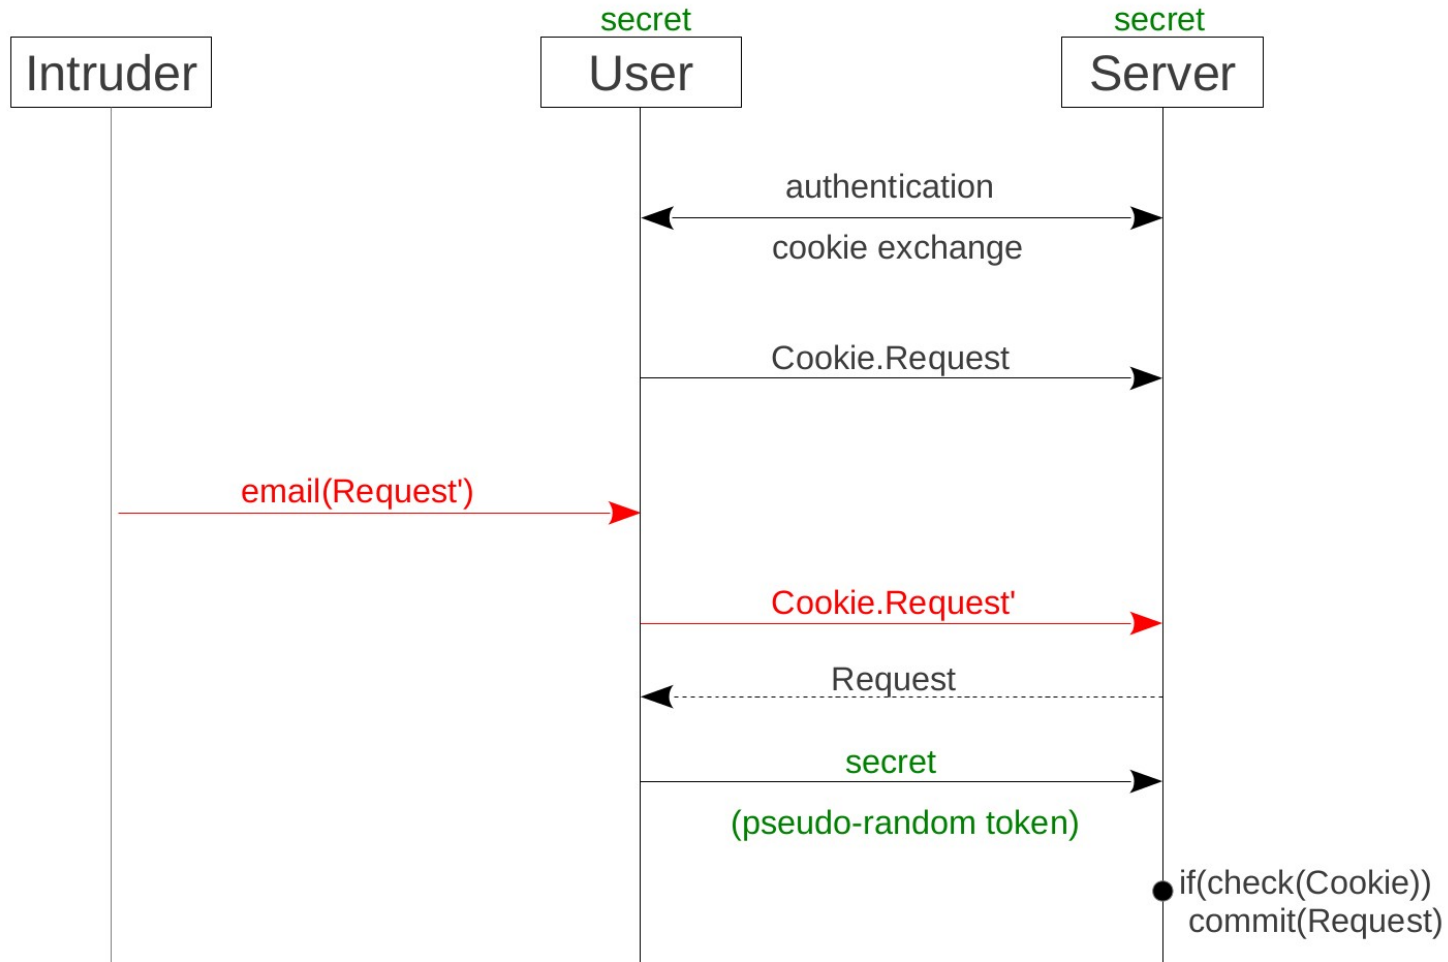 secret
secret
Intruder
User
Server
authentication
cookie exchange
Cookie.Request
email(Request')
Cookie.Request'
Request
secret
(pseudo-random token)
if(check(Cookie))
commit(Request)